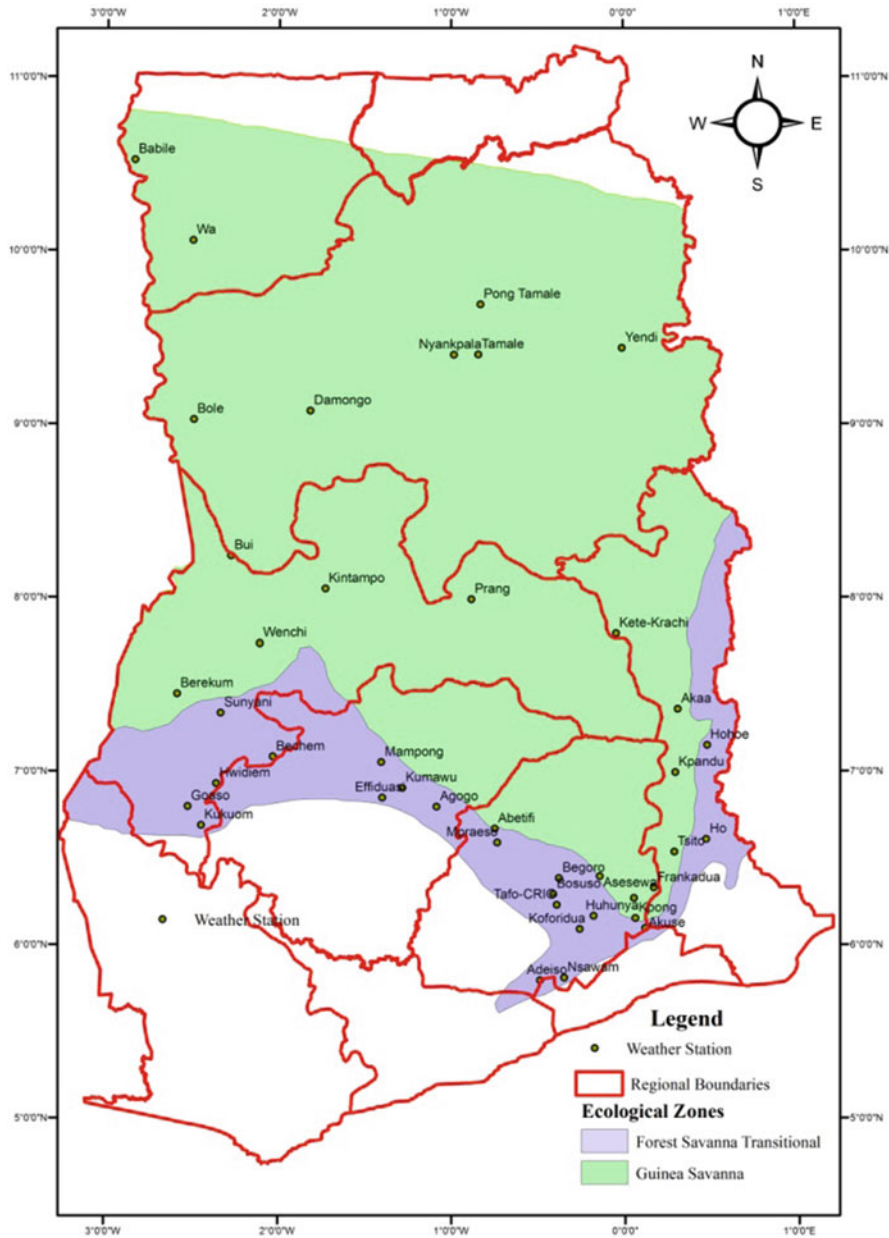 3°0'0"W 2°0'0"W 1°0'0"W 0°0'0" 1°0'0"E
11°0'0"N 11°0'0"N
N
W E
S
Babile
Wa
10°0'0"N 10°0'0"N
Pong Tamale
Nyankpala Tamale Yendi
Bole Damongo
9°0'0"N 9°0'0"N
Bui
Kintampo Prang
8°0'0"N 8°0'0"N
Kete-Krachi
Wenchi
Berekum
Sunyani Akaa
Bechem Mampong Hohoe
7°0'0"N 7°0'0"N
Hwidiem Kumawu Kpandu
Goaso Effiduase Agogo
Kukuom Moraeso Abetifi Ho
Tsito
Begoro Asesewa Frankadua
Tafo-CRIG Bosuso
Huhunya Kpong
Weather Station Koforidua Akuse
6°0'0"N 6°0'0"N
Adeiso Nsawam
Legend
Weather Station
Regional Boundaries
Ecological Zones
5°0'0"N 5°0'0"N
Forest Savanna Transitional
Guinea Savanna
3°0'0"W 2°0'0"W 1°0'0"W 0°0'0" 1°0'0"E